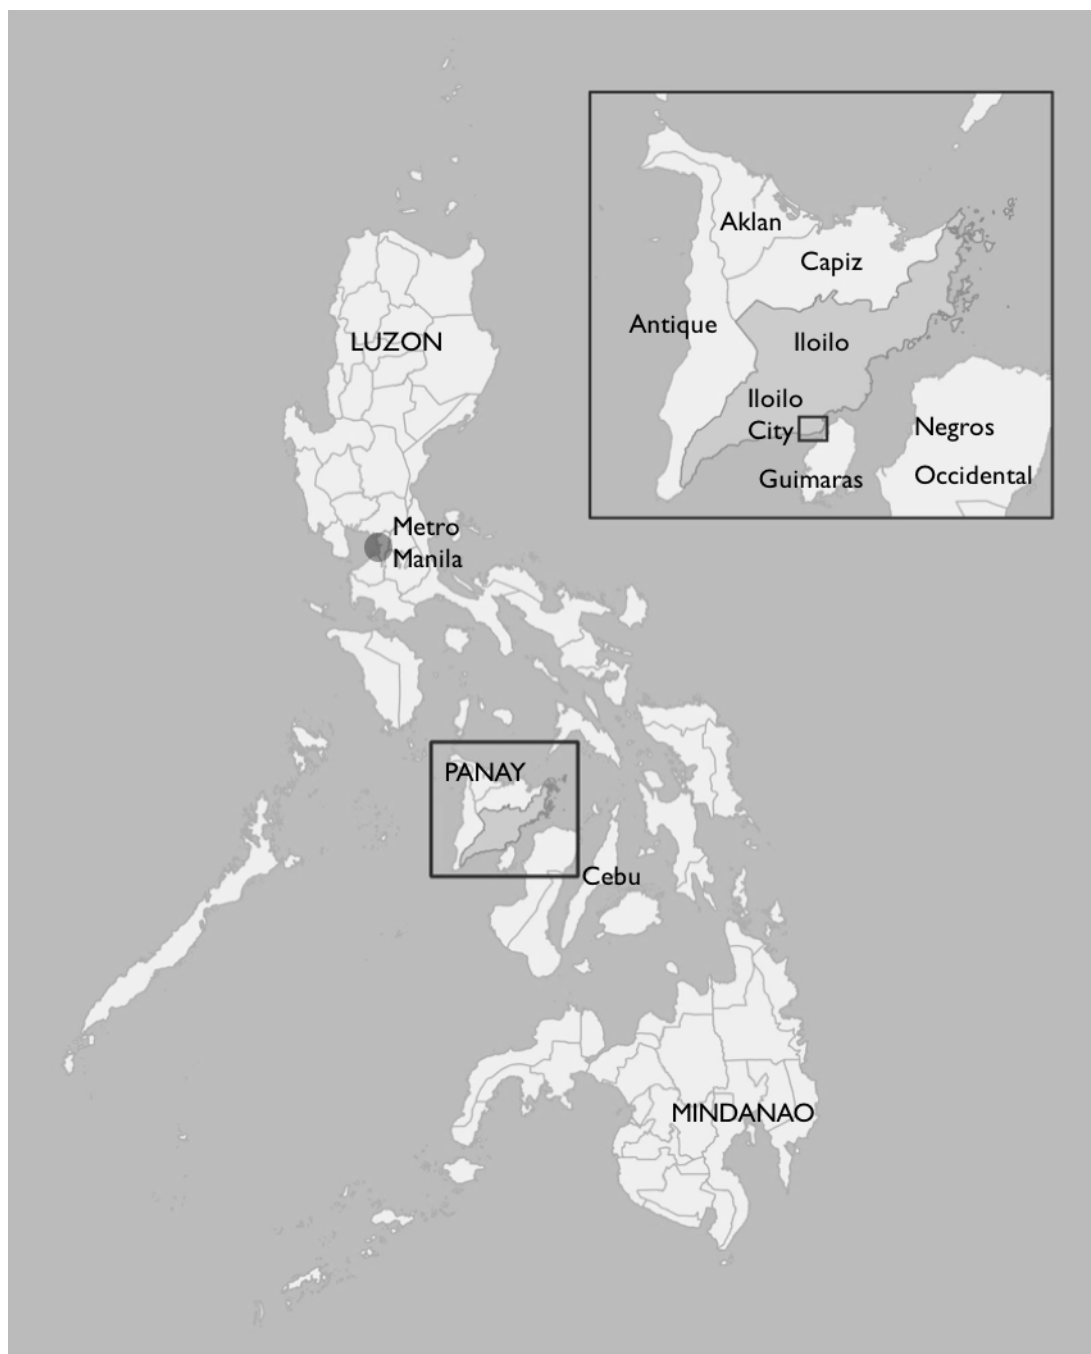 Aklan
Capiz
Antique
Iloilo
LUZON
Iloilo
City
Negros
Guimaras
Occidental
Metro
Manila
PANAY
Cebu
MINDANAO